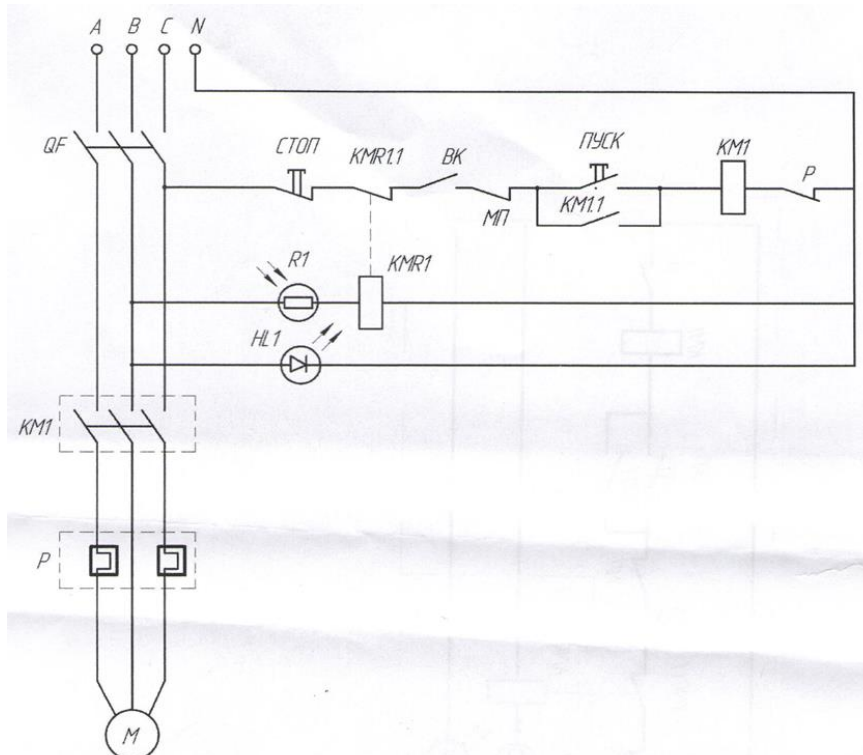 A B C N
QF
СТОП KMR1.1 ВК ПУСК KM1
МП KM1.1 P
R1 KMR1
HL1
KM1
P
M